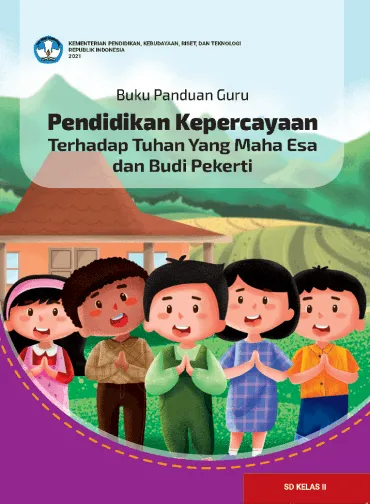 KEMENTERIAN PENDIDIKAN, KEBUDAYAAN, RISET, DAN TEKNOLOGI
REPUBLIK INDONESIA
2021
Buku Panduan Guru
Pendidikan Kepercayaan
Terhadap Tuhan Yang Maha Esa
dan Budi Pekerti
SD KELAS II